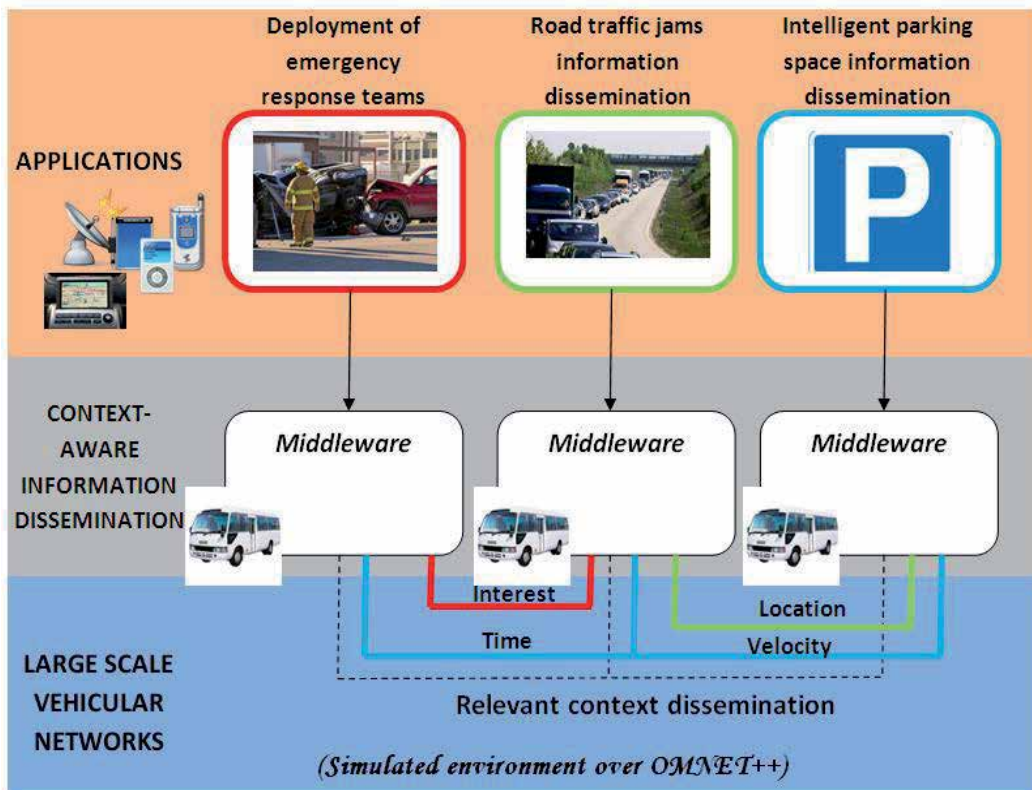 Deployment of
emergency
response teams
Road traffic jams
information
dissemination
Intelligent parking
space information
dissemination
APPLICATIONS
P
CONTEXT-
AWARE
INFORMATION
DISSEMINATION
Middleware
Middleware
Middleware
Interest
Location
Time
Velocity
LARGE SCALE
VEHICULAR
NETWORKS
Relevant context dissemination
(Simulated environment over OMNET++)